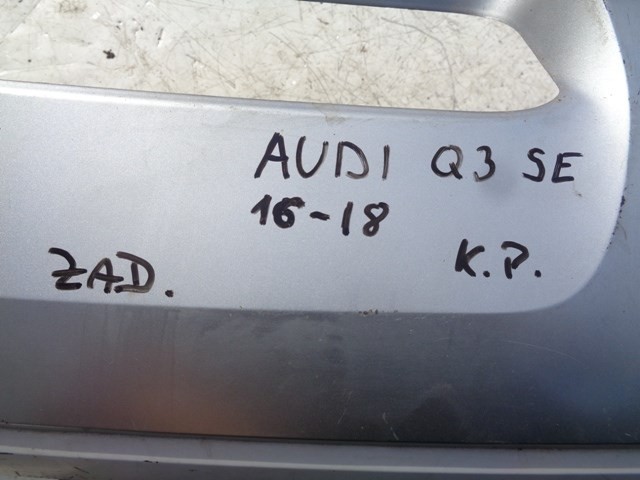 AUDI Q3 SE
16-18
ZAD. K.P.